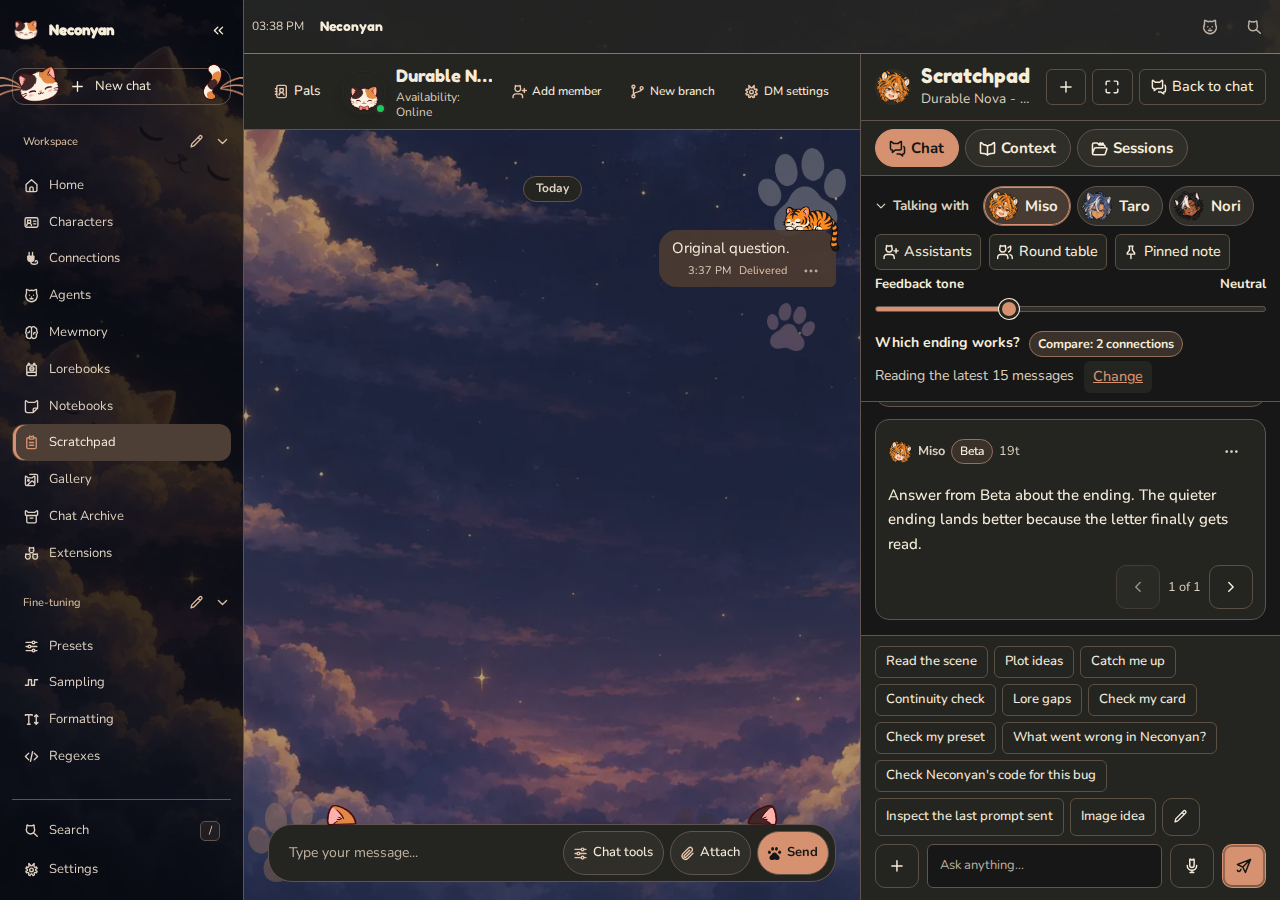 Neconyan
New chat
Workspace
Home
Characters
Connections
Agents
Mewmory
Lorebooks
Notebooks
Scratchpad
Gallery
Chat Archive
Extensions
Fine-tuning
Presets
Sampling
Formatting
Regexes
Search /
Settings
03:38 PM Neconyan
Pals
Durable N...
Availability:
Online
Add member
New branch
DM settings
Today
Original question.
3:37 PM Delivered
Type your message...
Chat tools
Attach
Send
Scratchpad
Durable Nova - ...
Back to chat
Chat
Context
Sessions
Talking with
Miso
Taro
Nori
Assistants
Round table
Pinned note
Feedback tone Neutral
Which ending works? Compare: 2 connections
Reading the latest 15 messages Change
Miso Beta 19t
Answer from Beta about the ending. The quieter
ending lands better because the letter finally gets
read.
1 of 1
Read the scene Plot ideas Catch me up
Continuity check Lore gaps Check my card
Check my preset What went wrong in Neconyan?
Check Neconyan's code for this bug
Inspect the last prompt sent Image idea
Ask anything...